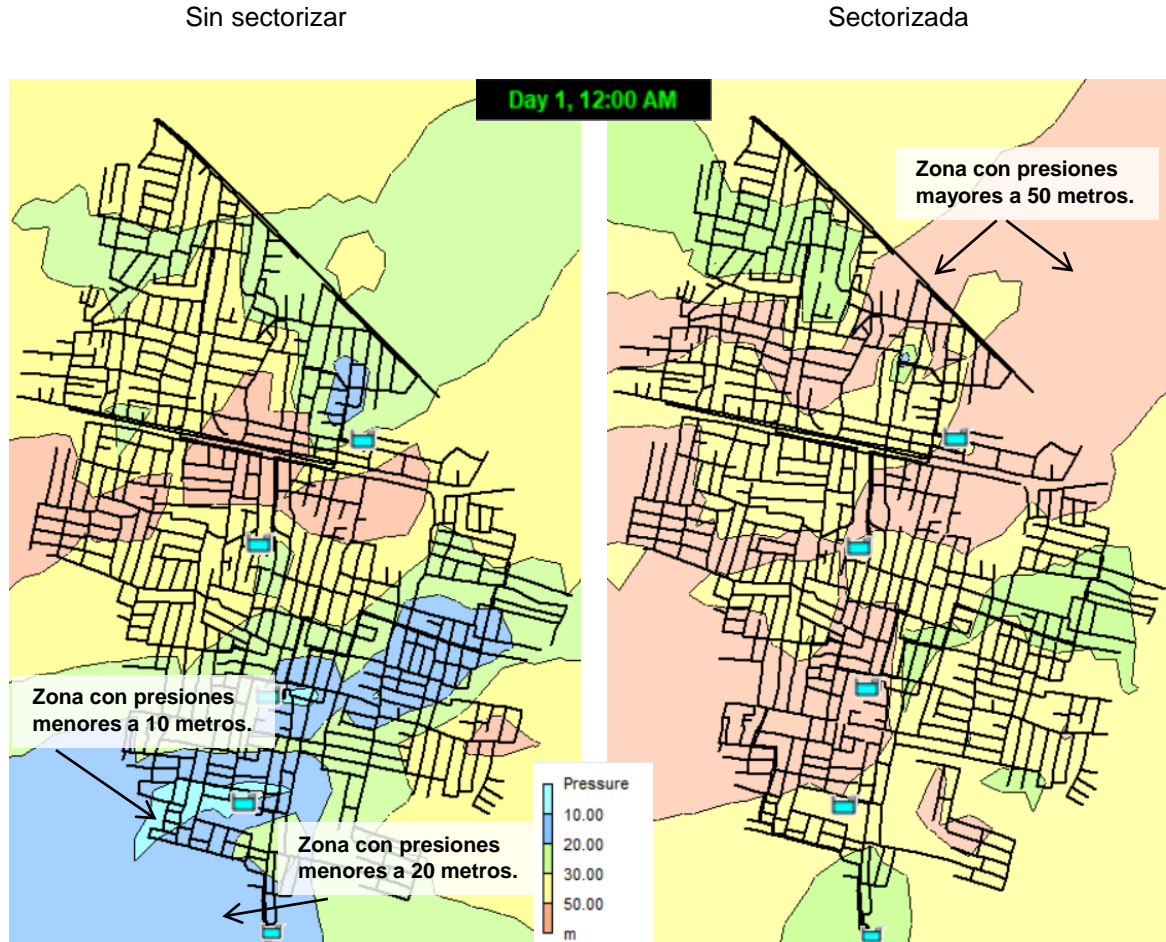 Sin sectorizar
Sectorizada
Day 1, 12:00 AM
Zona con presiones
mayores a 50 metros.
Zona con presiones
menores a 10 metros.
Zona con presiones
menores a 20 metros.
Pressure
10.00
20.00
30.00
50.00
m